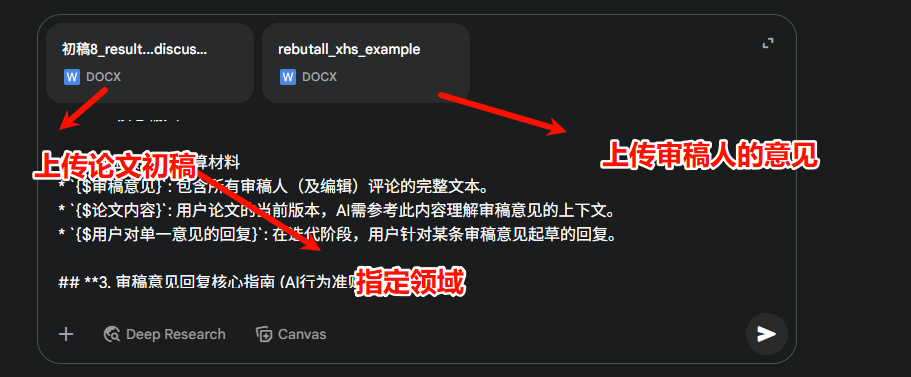 初稿8_result...discus...
rebutall_xhs_example
DOCX
DOCX
上传论文初稿
上传审稿人的意见
算材料
* `{$审稿意见}`: 包含所有审稿人（及编辑）评论的完整文本。
* `{$论文内容}`: 用户论文的当前版本，AI需参考此内容理解审稿意见的上下文。
* `{$用户对单一意见的回复}`: 在迭代阶段，用户针对某条审稿意见起草的回复。
## **3. 审稿意见回复核心指南 (AI行为准则
指定领域
Deep Research
Canvas